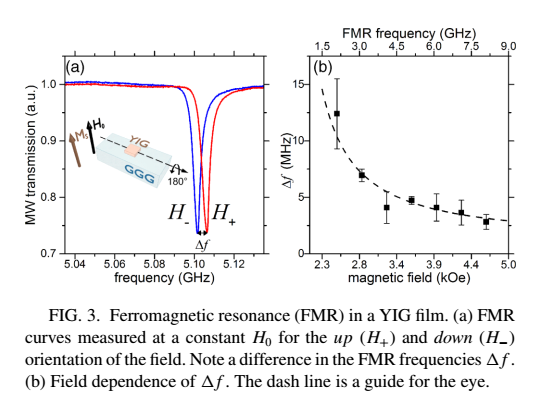 FMR frequency (GHz)
1.5 3.0 4.5 6.0 7.5 9.0
(a)
(b)
1.0
0.9
0.8
0.7
MW transmission (a.u.)
H₀
Mₛ
YIG
GGG
180°
H₋ H₊
Δf
5.04 5.06 5.08 5.10 5.12
frequency (GHz)
15
10
5
0
Δf (MHz)
2.3 2.8 3.4 3.9 4.4 5.0
magnetic field (kOe)
FIG. 3. Ferromagnetic resonance (FMR) in a YIG film. (a) FMR
curves measured at a constant H₀ for the up (H₊) and down (H₋)
orientation of the field. Note a difference in the FMR frequencies Δf.
(b) Field dependence of Δf. The dash line is a guide for the eye.